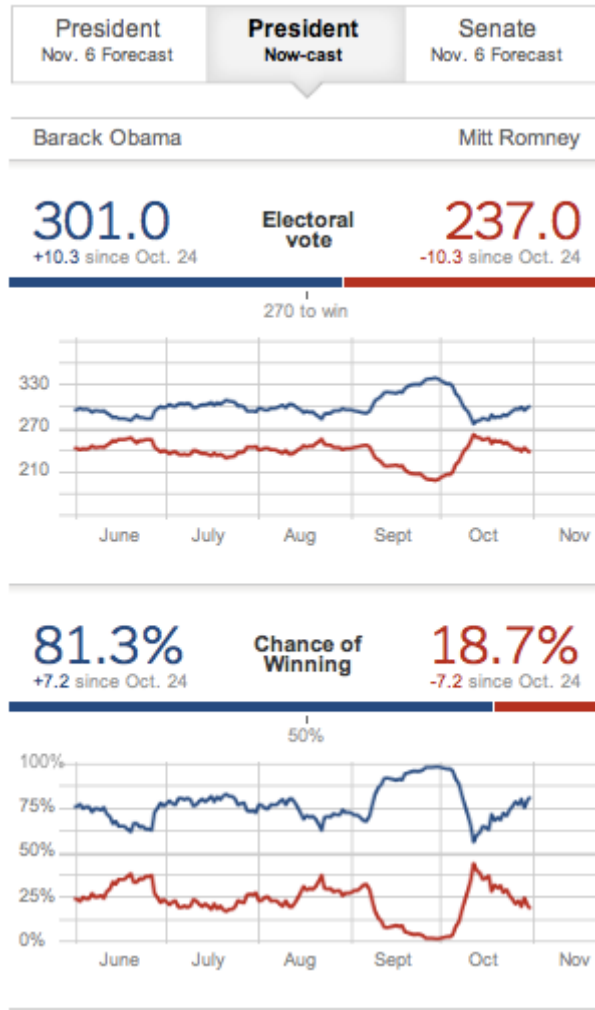 President
Nov. 6 Forecast
President
Now-cast
Senate
Nov. 6 Forecast
Barack Obama
Mitt Romney
301.0
+10.3 since Oct. 24
Electoral
vote
237.0
-10.3 since Oct. 24
270 to win
330
270
210
June July Aug Sept Oct Nov
81.3%
+7.2 since Oct. 24
Chance of
Winning
18.7%
-7.2 since Oct. 24
50%
100%
75%
50%
25%
0%
June July Aug Sept Oct Nov